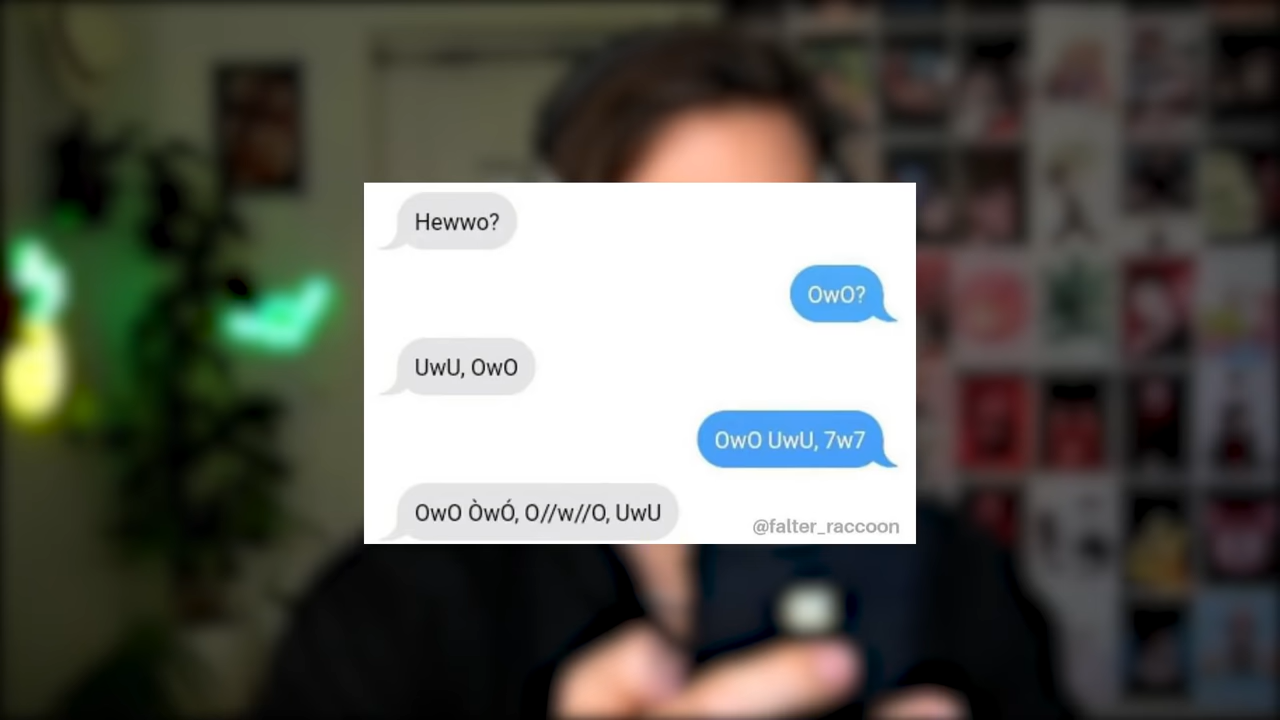 Hewwo?
OwO?
UwU, OwO
OwO UwU, 7w7
OwO ÒwÓ, O//w//O, UwU
@falter_raccoon